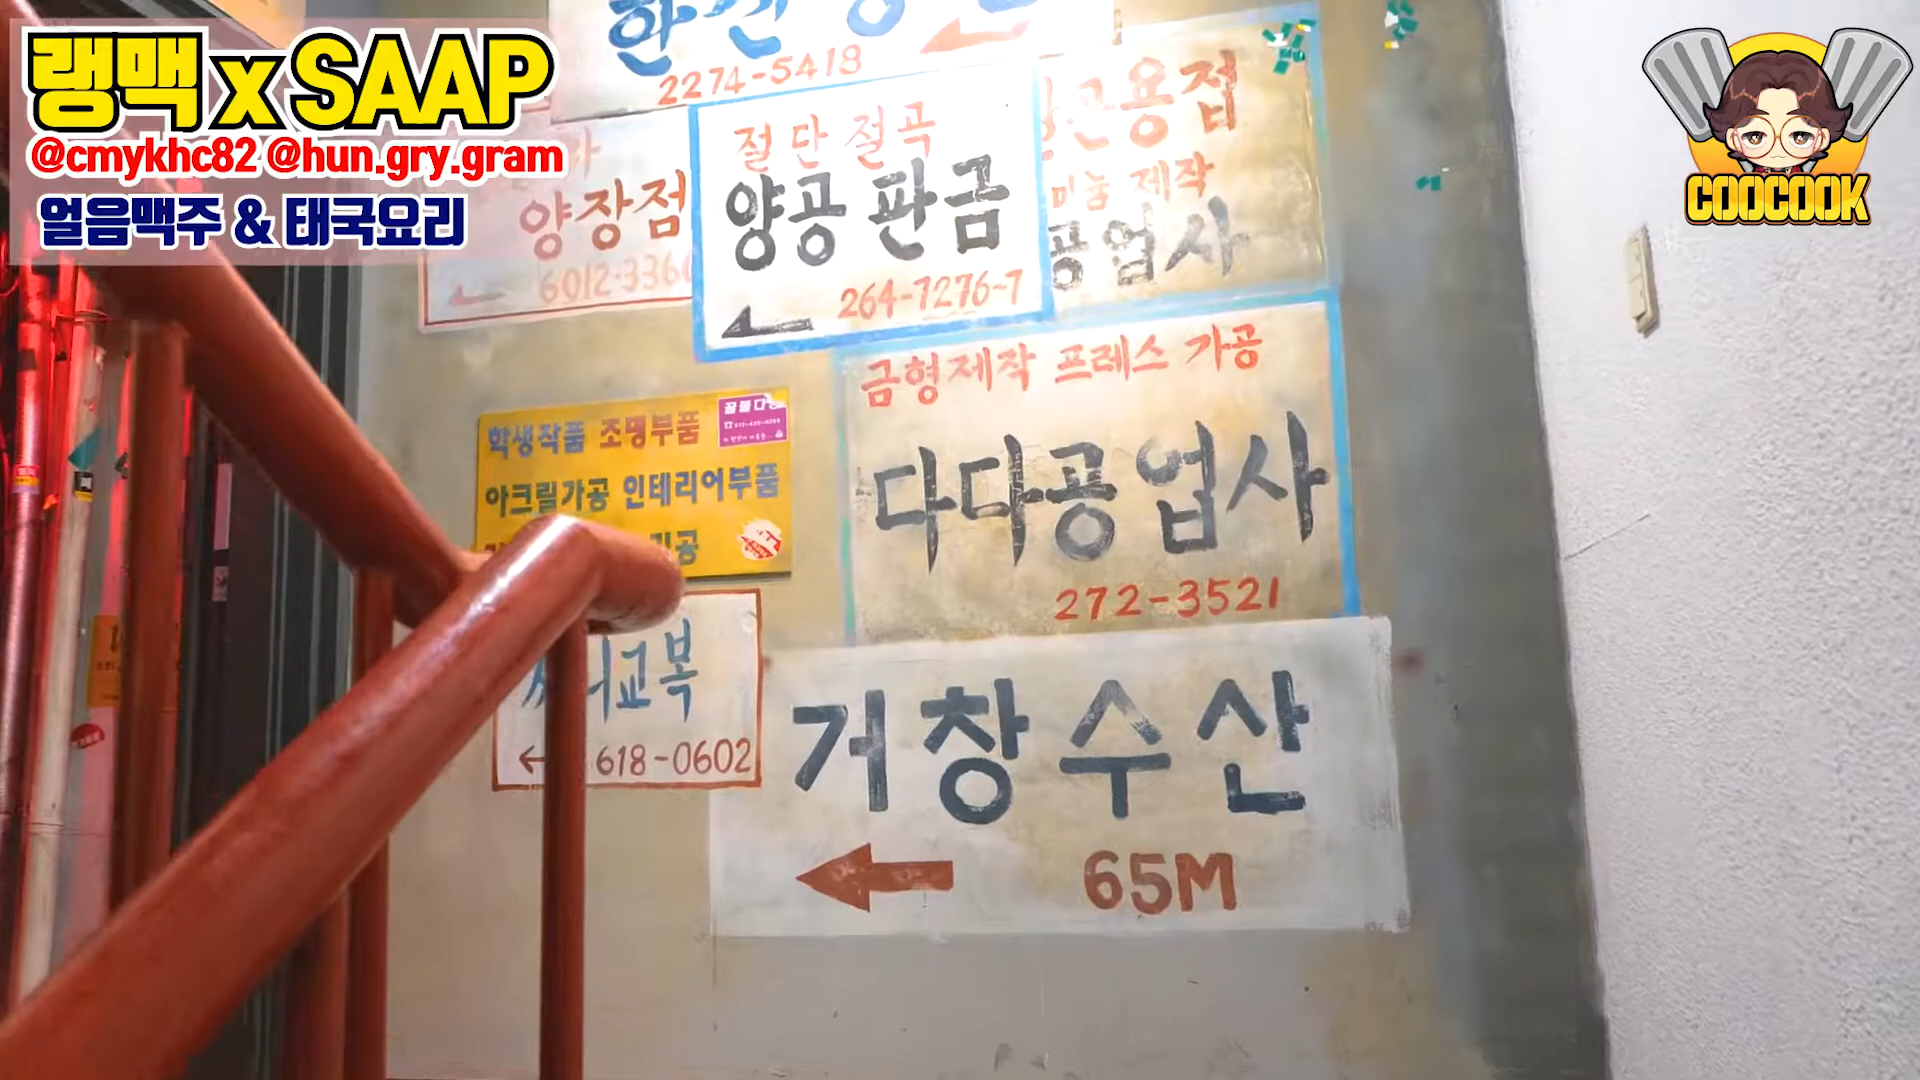 랭맥 x SAAP
@cmykhc82 @hun.gry.gram
얼음맥주 & 태국요리
COOCOOK
2274-5418
양장점
6012-336
절단 절곡
양공판금
264-7276-7
용접
제작
공업사
금형제작 프레스 가공
다다공업사
272-3521
학생작품 조명부품
아크릴가공 인테리어부품
가공
교복
618-0602
거창수산
65M